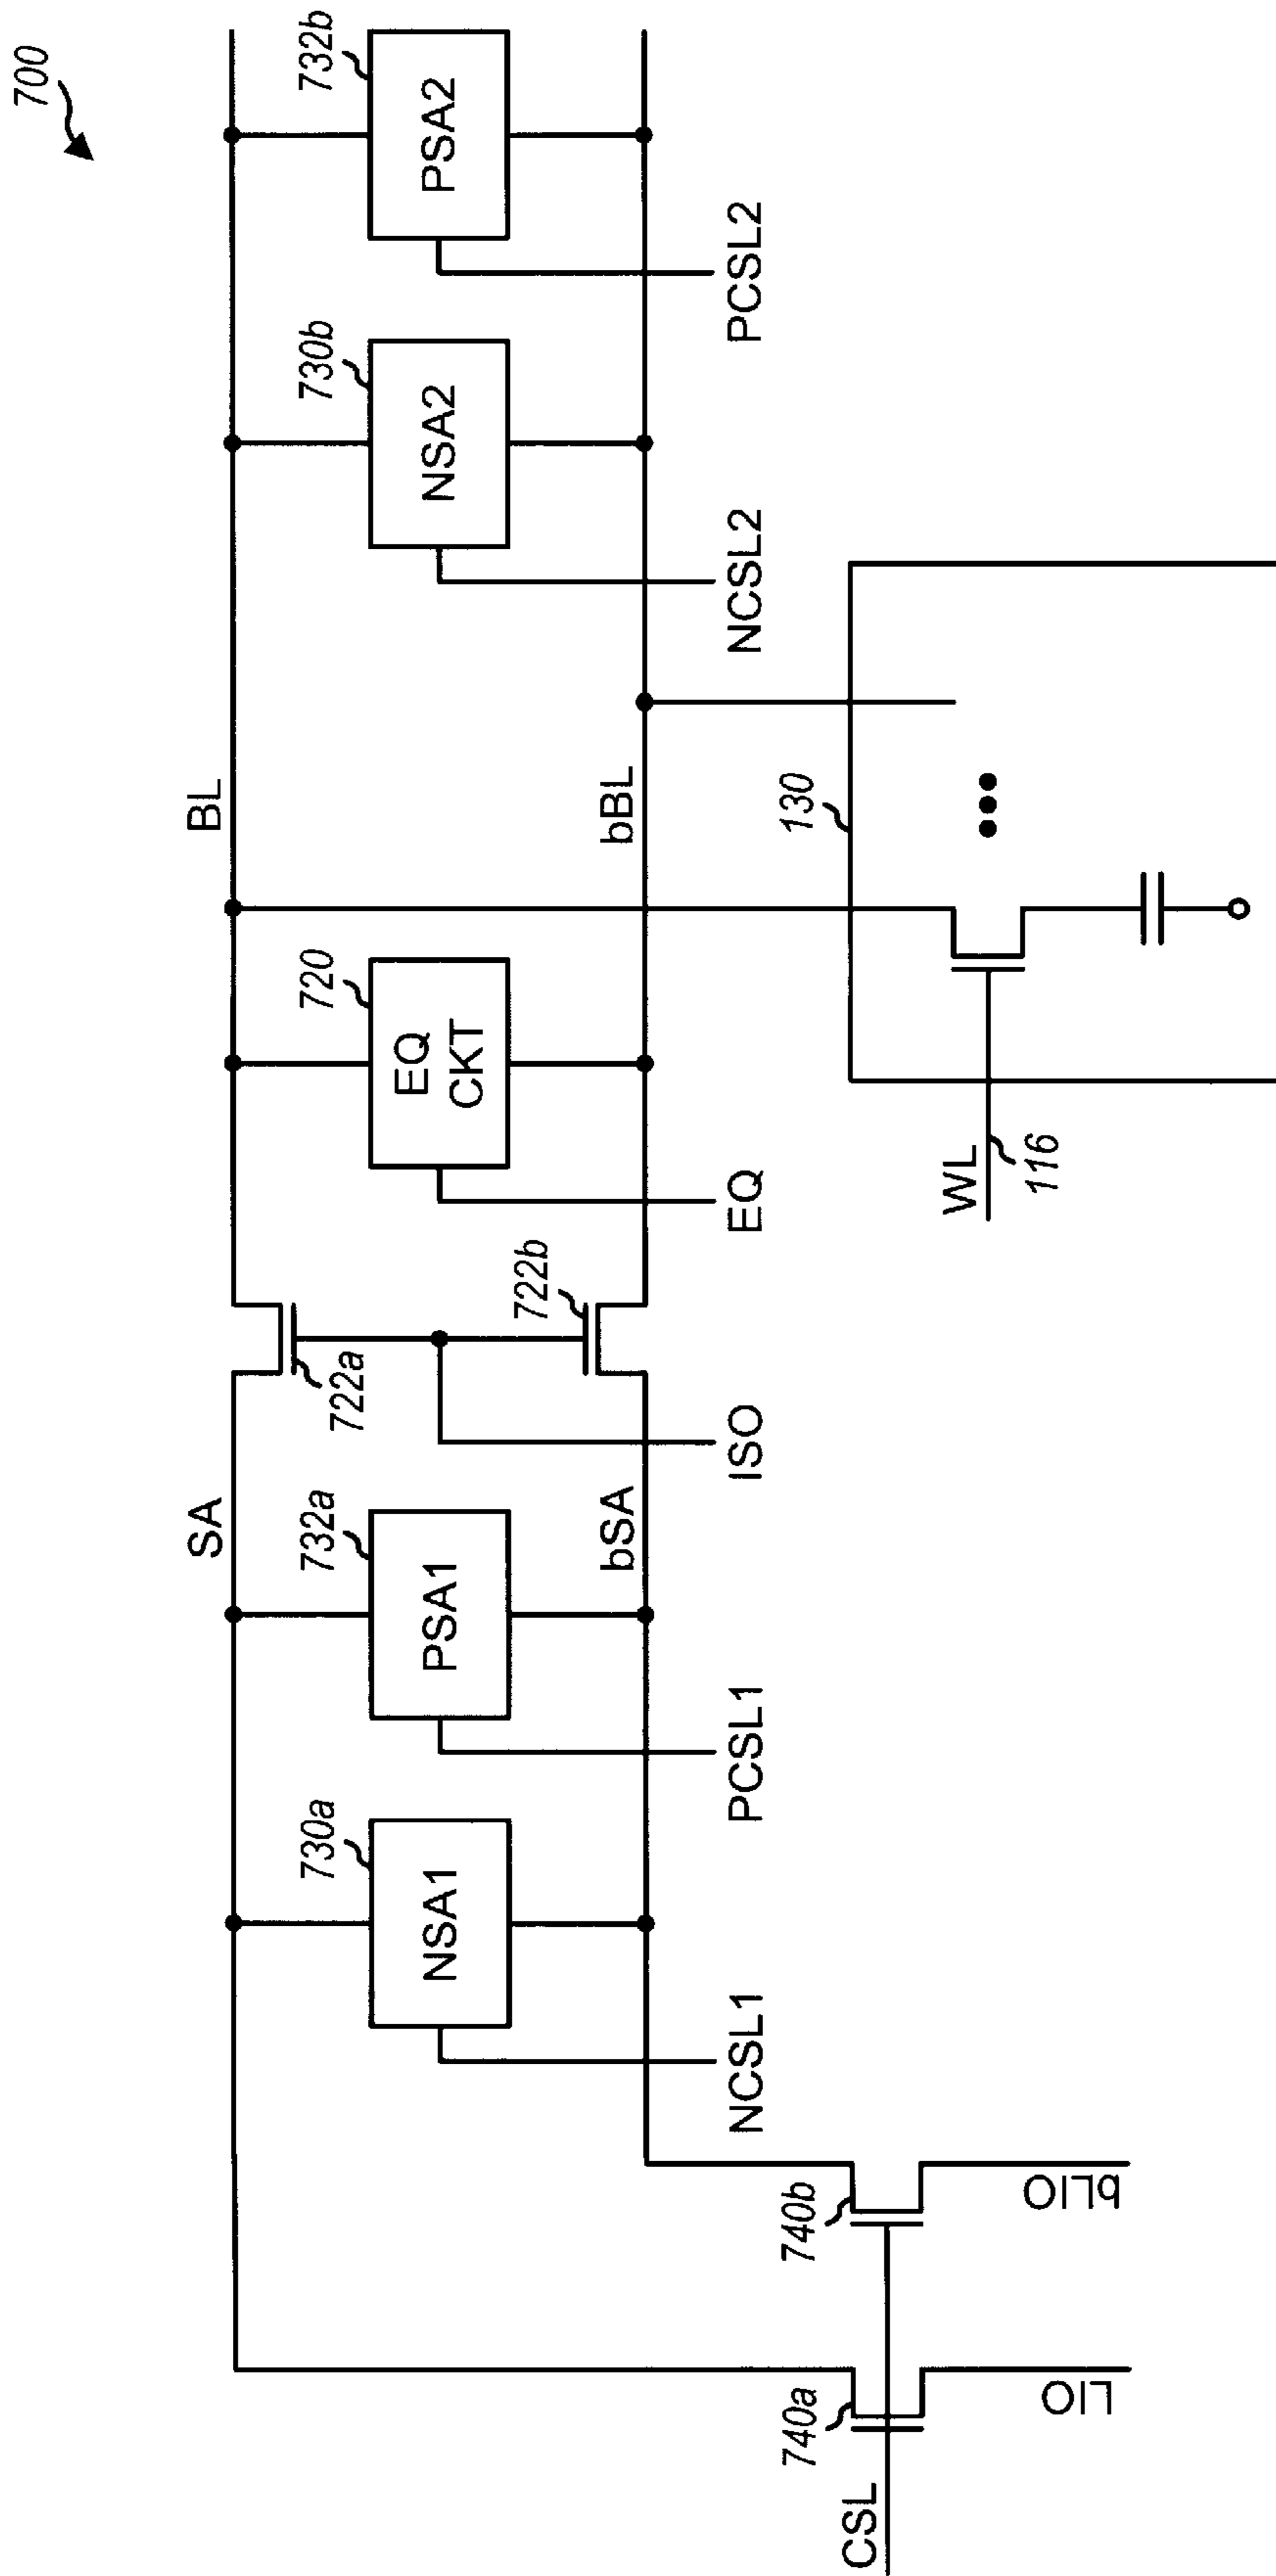 700
SA
BL
730a
732a
722a
720
730b
732b
NSA1
PSA1
EQ
CKT
NSA2
PSA2
722b
bSA
bBL
NCSL1
PCSL1
ISO
EQ
NCSL2
PCSL2
740a
740b
130
CSL
WL
116
LIO
bLIO